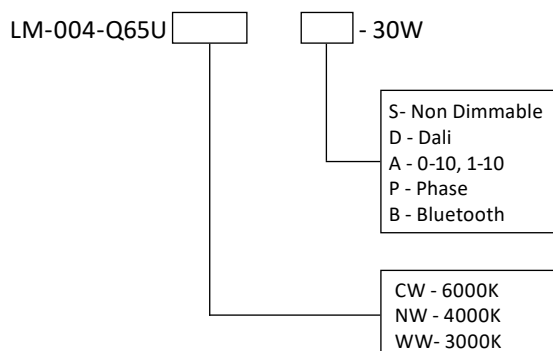 LM-004-Q65U - 30W
S- Non Dimmable
D - Dali
A - 0-10, 1-10
P - Phase
B - Bluetooth
CW - 6000K
NW - 4000K
WW- 3000K